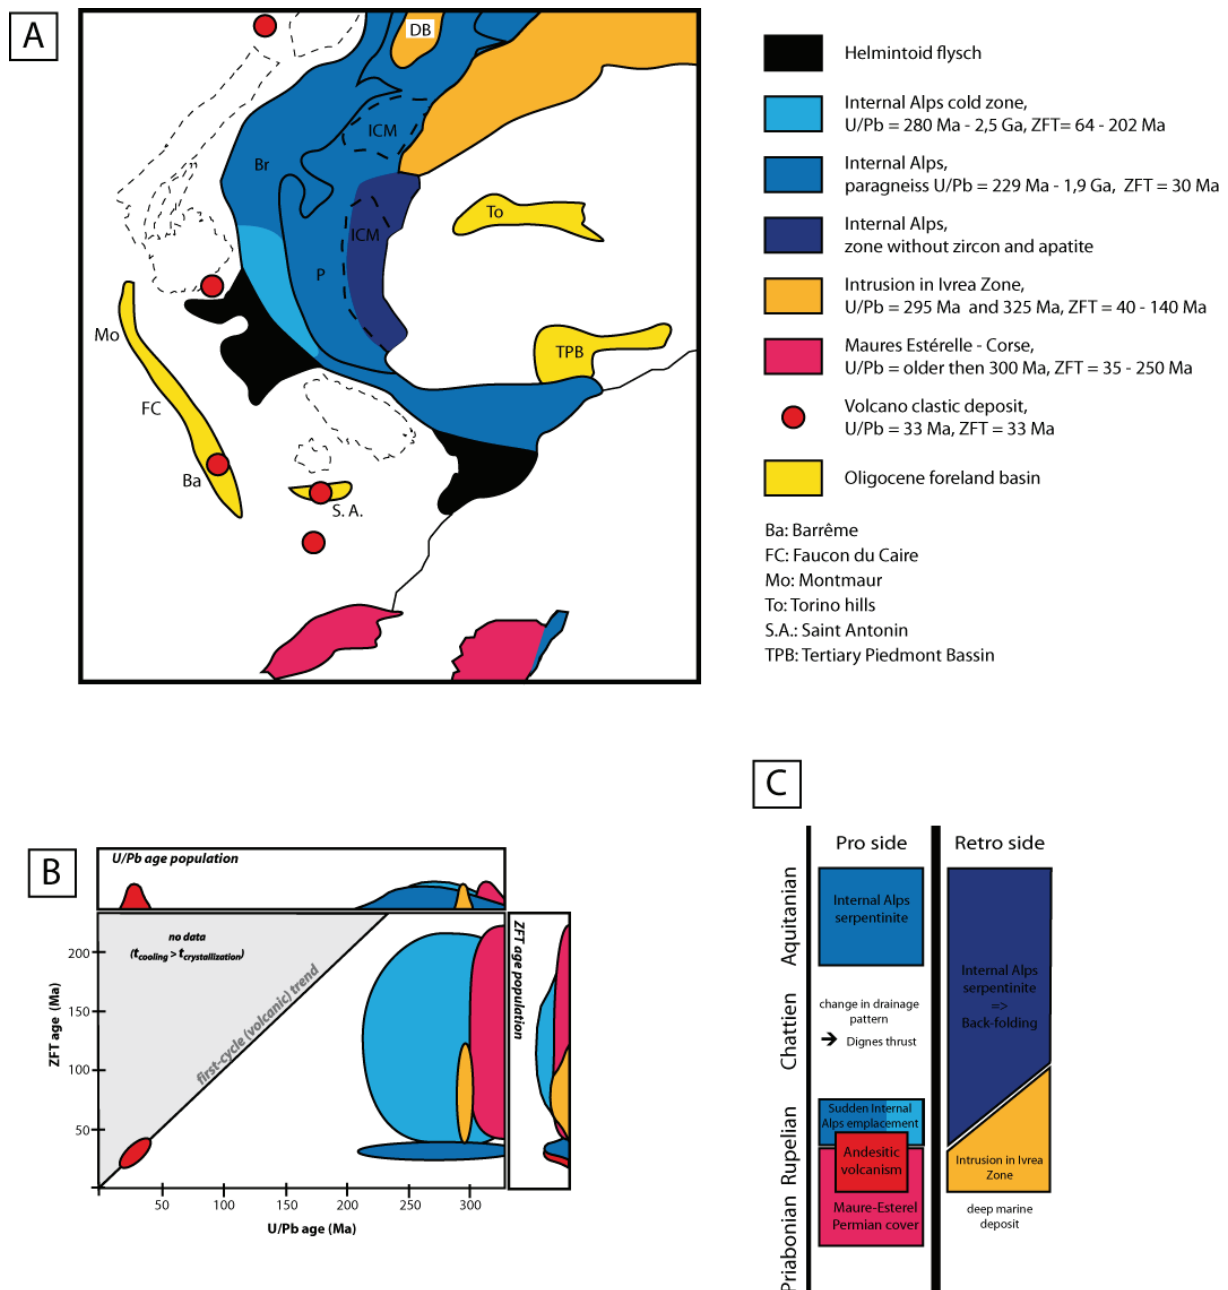 A
DB
ICM
Br
To
ICM
P
Mo
TPB
FC
Ba
S. A.
Helmintoid flysch
Internal Alps cold zone,
U/Pb = 280 Ma - 2,5 Ga, ZFT= 64 - 202 Ma
Internal Alps,
paragneiss U/Pb = 229 Ma - 1,9 Ga, ZFT = 30 Ma
Internal Alps,
zone without zircon and apatite
Intrusion in Ivrea Zone,
U/Pb = 295 Ma and 325 Ma, ZFT = 40 - 140 Ma
Maures Estérelle - Corse,
U/Pb = older then 300 Ma, ZFT = 35 - 250 Ma
Volcano clastic deposit,
U/Pb = 33 Ma, ZFT = 33 Ma
Oligocene foreland basin
Ba: Barrême
FC: Faucon du Caire
Mo: Montmaur
To: Torino hills
S.A.: Saint Antonin
TPB: Tertiary Piedmont Bassin
B
U/Pb age population
no data
(tcooling > tcrystallization)
first-cycle (volcanic) trend
ZFT age (Ma)
200
150
100
50
50
100
150
200
250
300
U/Pb age (Ma)
ZFT age population
C
Pro side
Retro side
Aquitanian
Chattien
Rupelian
Priabonian
Internal Alps
serpentinite
change in drainage
pattern
➔ Dignes thrust
Sudden Internal
Alps emplacement
Andesitic
volcanism
Maure-Esterel
Permian cover
Internal Alps
serpentinite
=>
Back-folding
Intrusion in Ivrea
Zone
deep marine
deposit